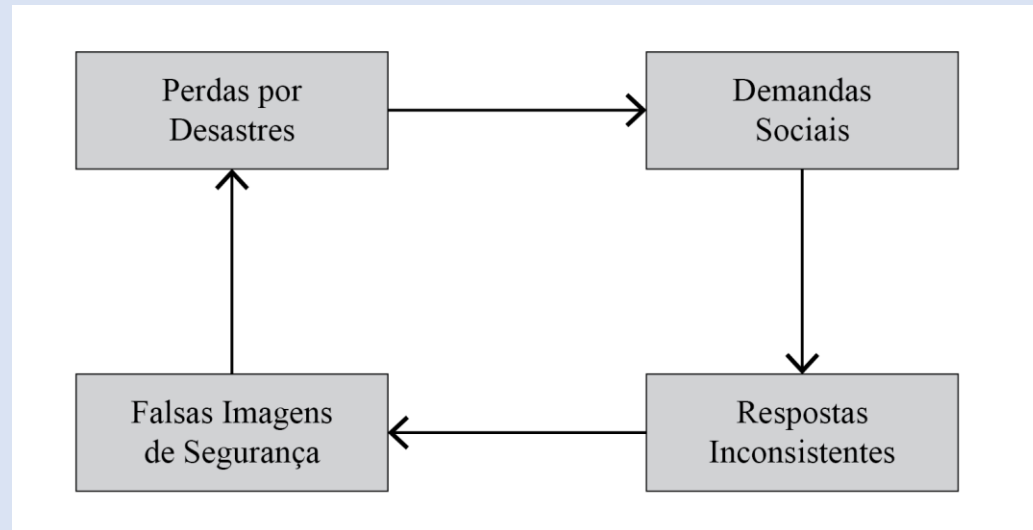 Perdas por
Desastres
Demandas
Sociais
Falsas Imagens
de Segurança
Respostas
Inconsistentes